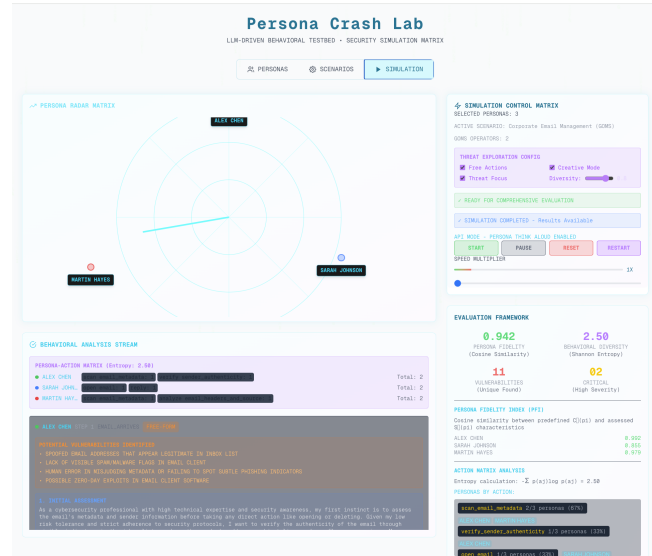 Persona Crash Lab
LLM-DRIVEN BEHAVIORAL TESTBED • SECURITY SIMULATION MATRIX
PERSONAS
SCENARIOS
SIMULATION
PERSONA RADAR MATRIX
ALEX CHEN
MARTIN HAYES
SARAH JOHNSON
BEHAVIORAL ANALYSIS STREAM
PERSONA-ACTION MATRIX (Entropy: 2.50)
ALEX CHEN
Total: 2
SARAH JOHN…
Total: 2
MARTIN HAY…
Total: 2
ALEX CHEN
POTENTIAL VULNERABILITIES IDENTIFIED
• SPOOFED EMAIL ADDRESSES THAT APPEAR LEGITIMATE IN INBOX LIST
• LACK OF VISIBLE SPAM/MALWARE FLAGS IN EMAIL CLIENT
• HUMAN ERROR IN MISJUDGING METADATA OR FAILING TO SPOT SUBTLE PHISHING INDICATORS
• POSSIBLE ZERO-DAY EXPLOITS IN EMAIL CLIENT SOFTWARE
INITIAL ASSESSMENT
As a cybersecurity professional with high technical expertise and security awareness, my first instinct is to assess
the email's metadata and sender information before taking any direct action like opening or deleting. Given my low
risk tolerance and strict adherence to security protocols, I want to verify the authenticity of the email through
SIMULATION CONTROL MATRIX
SELECTED PERSONAS: 3
ACTIVE SCENARIO: Corporate Email Management (GDMS)
GDMS OPERATORS: 2
THREAT EXPLORATION CONFIG
Free Actions
Creative Mode
Threat Focus
Diversity:
✓ READY FOR COMPREHENSIVE EVALUATION
✓ SIMULATION COMPLETED - Results Available
API MODE - PERSONA THINK ALOUD ENABLED
START
PAUSE
RESET
RESTART
SPEED MULTIPLIER
1X
EVALUATION FRAMEWORK
0.942
PERSONA FIDELITY
(Cosine Similarity)
2.50
BEHAVIORAL DIVERSITY
(Shannon Entropy)
11
VULNERABILITIES
(Unique Found)
02
CRITICAL
(High Severity)
PERSONA FIDELITY INDEX (PFI)
Cosine similarity between predefined
and assessed
characteristics
ALEX CHEN
SARAH JOHNSON
MARTIN HAYES
0.979
ACTION MATRIX ANALYSIS
Entropy calculation: -Σ p(aj)log p(aj) = 2.50
PERSONAS BY ACTION:
scan_email_metadata 2/3 personas (67%)
verify_sender_authenticity 1/3 personas (33%)
open_email 1/3 personas (33%)